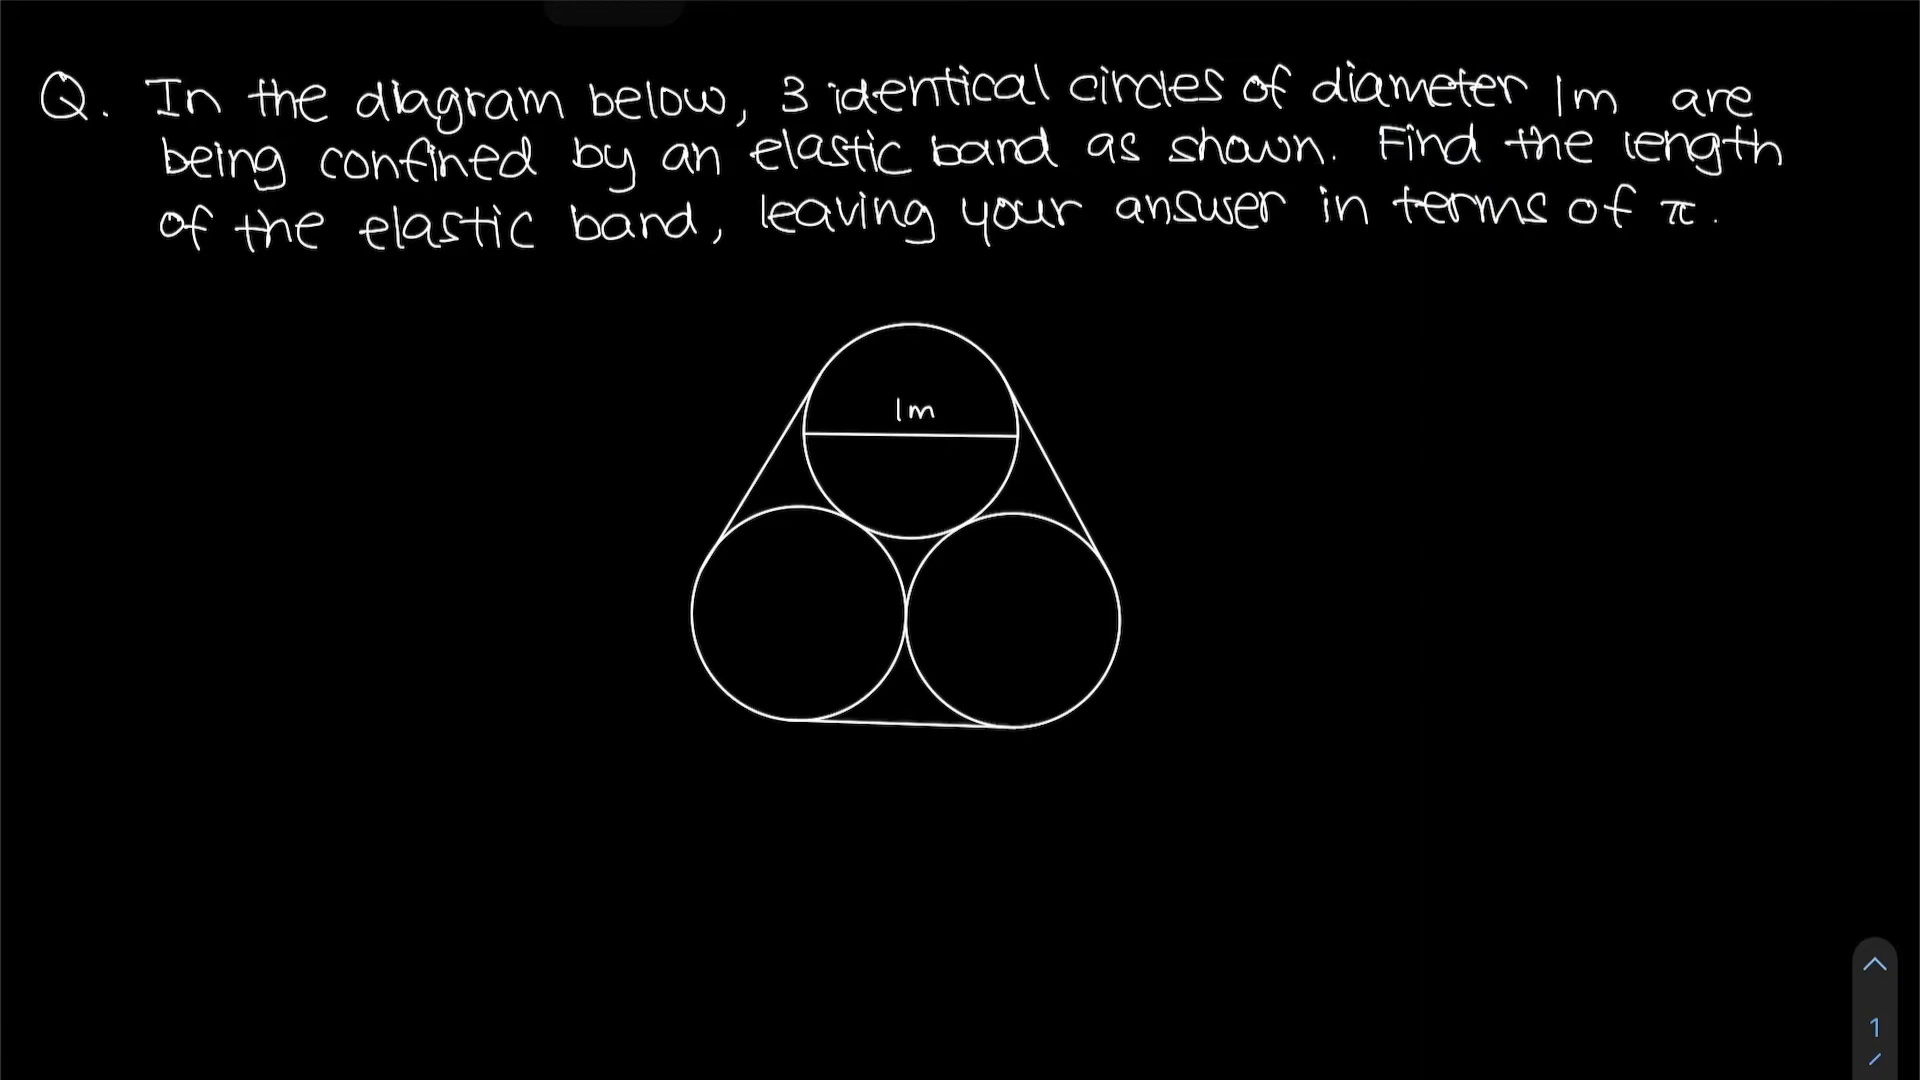 Q. In the diagram below, 3 identical circles of diameter 1m are
being confined by an elastic band as shown. Find the length
of the elastic band, leaving your answer in terms of π.
1m
1